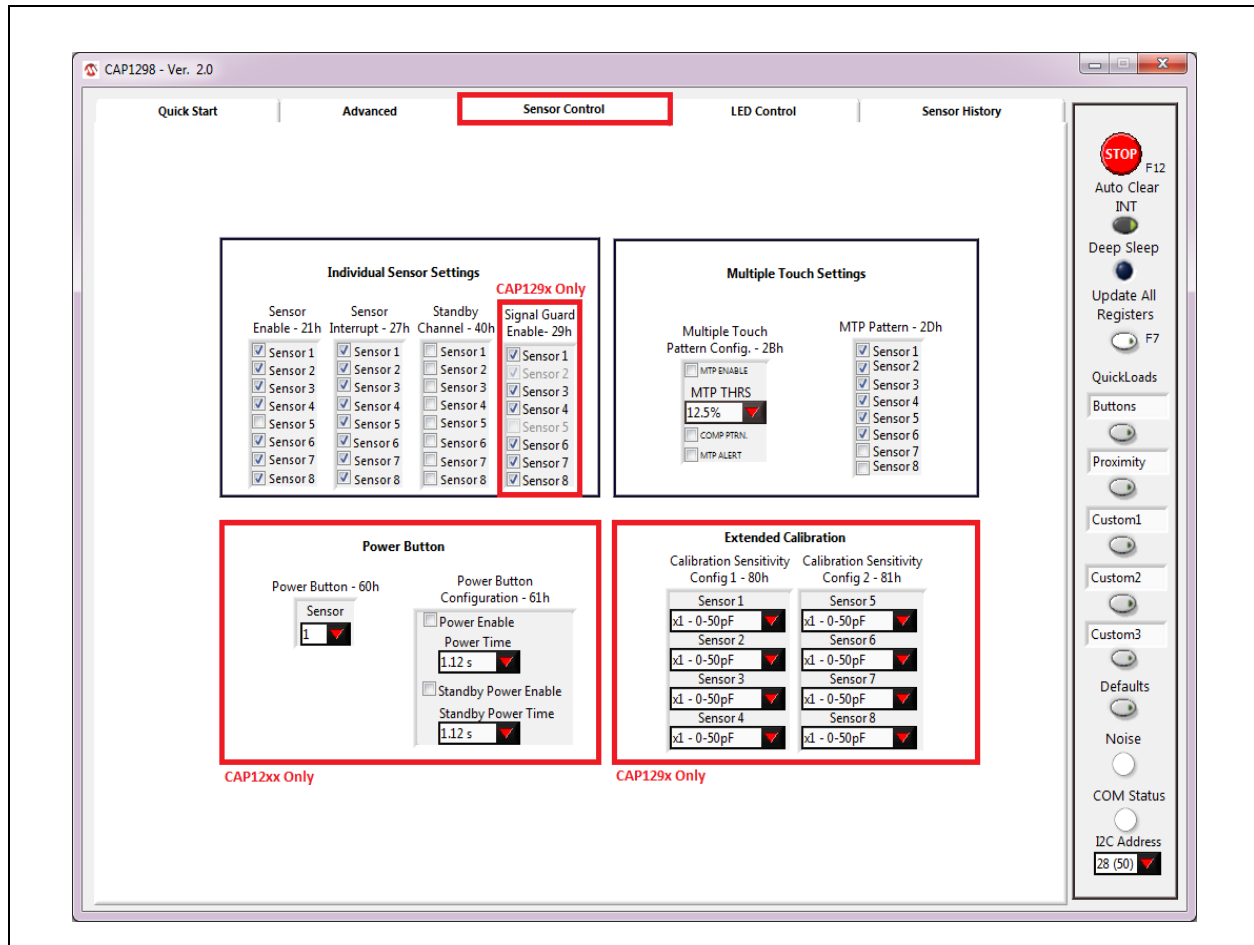 CAP1298 - Ver. 2.0
Quick Start
Advanced
Sensor Control
LED Control
Sensor History
Individual Sensor Settings
CAP129x Only
Sensor
Enable - 21h
Sensor 1
Sensor 2
Sensor 3
Sensor 4
Sensor 5
Sensor 6
Sensor 7
Sensor 8
Sensor
Interrupt - 27h
Sensor 1
Sensor 2
Sensor 3
Sensor 4
Sensor 5
Sensor 6
Sensor 7
Sensor 8
Standby
Channel - 40h
Sensor 1
Sensor 2
Sensor 3
Sensor 4
Sensor 5
Sensor 6
Sensor 7
Sensor 8
Signal Guard
Enable- 29h
Sensor 1
Sensor 2
Sensor 3
Sensor 4
Sensor 5
Sensor 6
Sensor 7
Sensor 8
Multiple Touch Settings
Multiple Touch
Pattern Config. - 2Bh
MTP ENABLE
MTP THRS
12.5%
COMP PTRN.
MTP ALERT
MTP Pattern - 2Dh
Sensor 1
Sensor 2
Sensor 3
Sensor 4
Sensor 5
Sensor 6
Sensor 7
Sensor 8
Power Button
Power Button - 60h
Sensor
1
Power Button
Configuration - 61h
Power Enable
Power Time
1.12 s
Standby Power Enable
Standby Power Time
1.12 s
CAP12xx Only
Extended Calibration
Calibration Sensitivity
Config 1 - 80h
Sensor 1
x1 - 0-50pF
Sensor 2
x1 - 0-50pF
Sensor 3
x1 - 0-50pF
Sensor 4
x1 - 0-50pF
Calibration Sensitivity
Config 2 - 81h
Sensor 5
x1 - 0-50pF
Sensor 6
x1 - 0-50pF
Sensor 7
x1 - 0-50pF
Sensor 8
x1 - 0-50pF
CAP129x Only
STOP
F12
Auto Clear
INT
Deep Sleep
Update All
Registers
F7
QuickLoads
Buttons
Proximity
Custom1
Custom2
Custom3
Defaults
Noise
COM Status
I2C Address
28 (50)